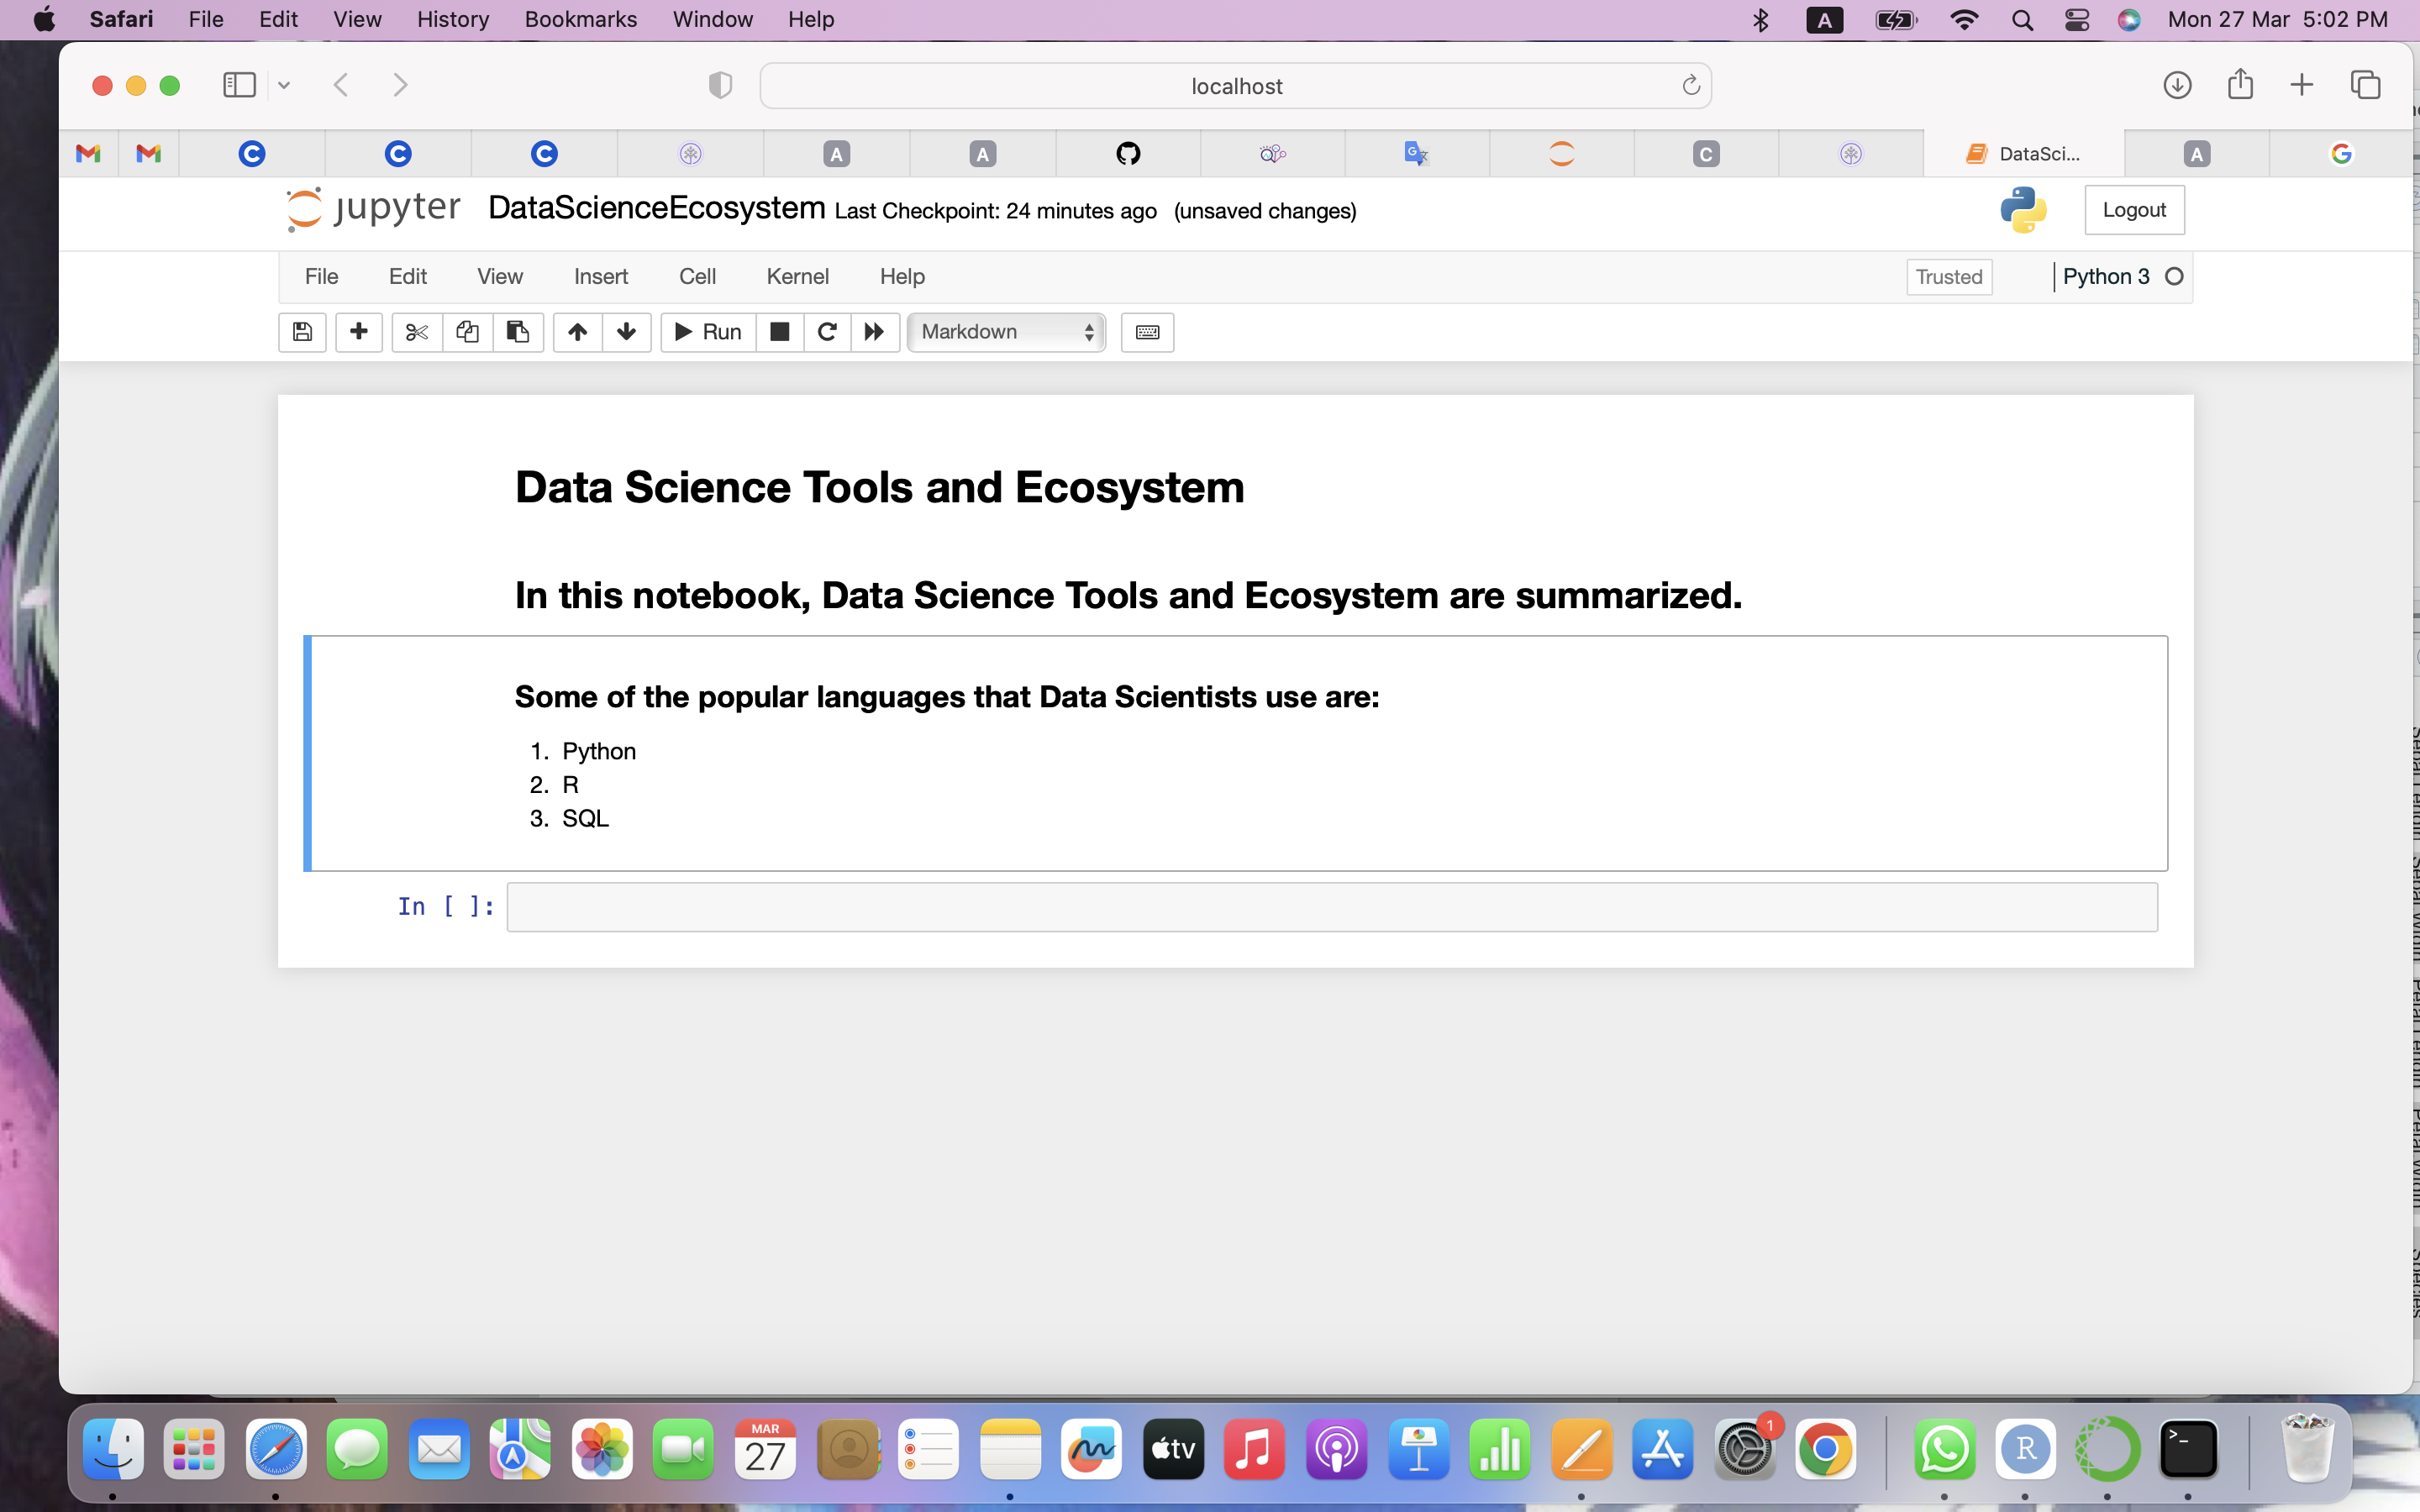 Safari File Edit View History Bookmarks Window Help A Mon 27 Mar 5:02 PM
localhost
C C C A A C DataSci... A G
jupyter DataScienceEcosystem Last Checkpoint: 24 minutes ago (unsaved changes) Logout
File Edit View Insert Cell Kernel Help Trusted Python 3
Run Markdown
Data Science Tools and Ecosystem
In this notebook, Data Science Tools and Ecosystem are summarized.
Some of the popular languages that Data Scientists use are:
1. Python
2. R
3. SQL
In [ ]:
MAR
27
tv
1
R
>_